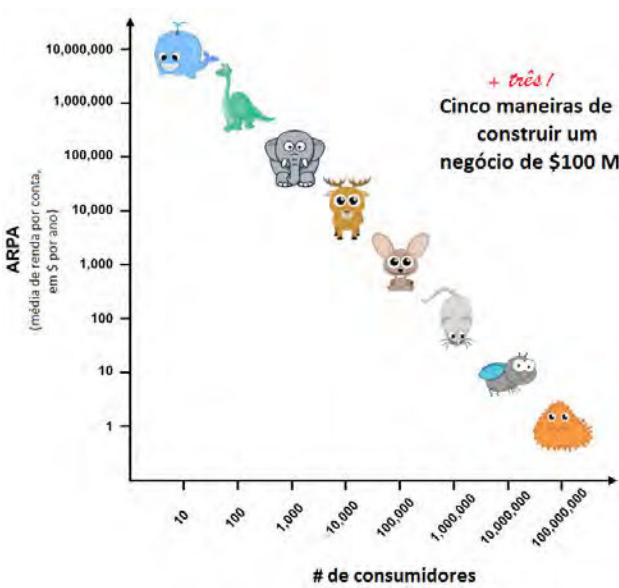 + três!
Cinco maneiras de
construir um
negócio de $100 M
ARPA
(média de renda por conta,
em $ por ano)
10,000,000
1,000,000
100,000
10,000
1,000
100
10
1
10
100
1,000
10,000
100,000
1,000,000
10,000,000
100,000,000
# de consumidores